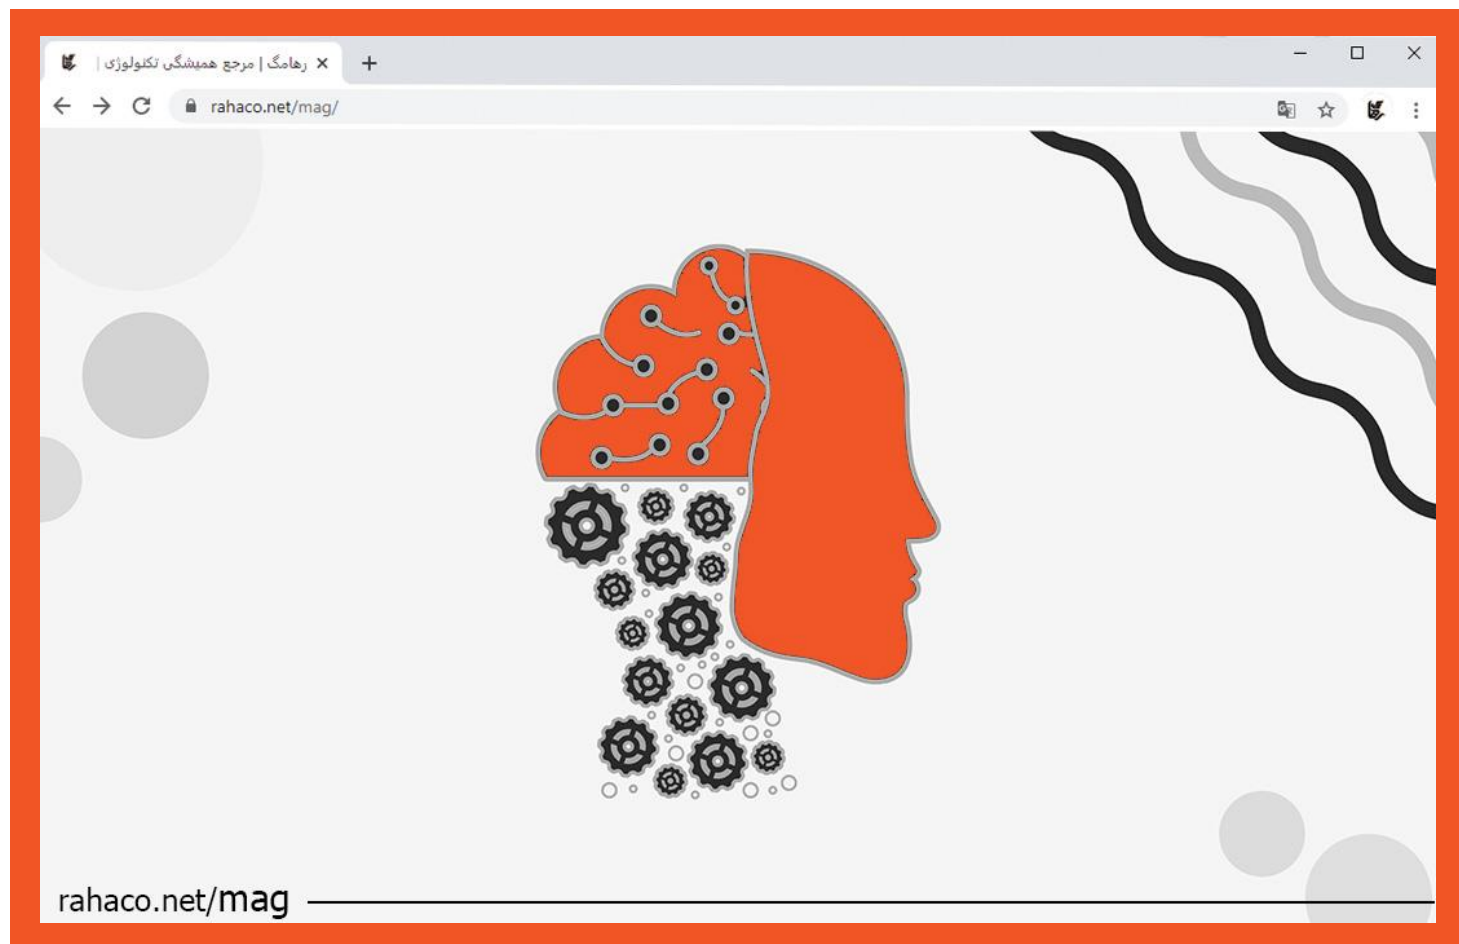 رهامگ | مرجع همیشگی تکنولوژی |
rahaco.net/mag/
rahaco.net/mag